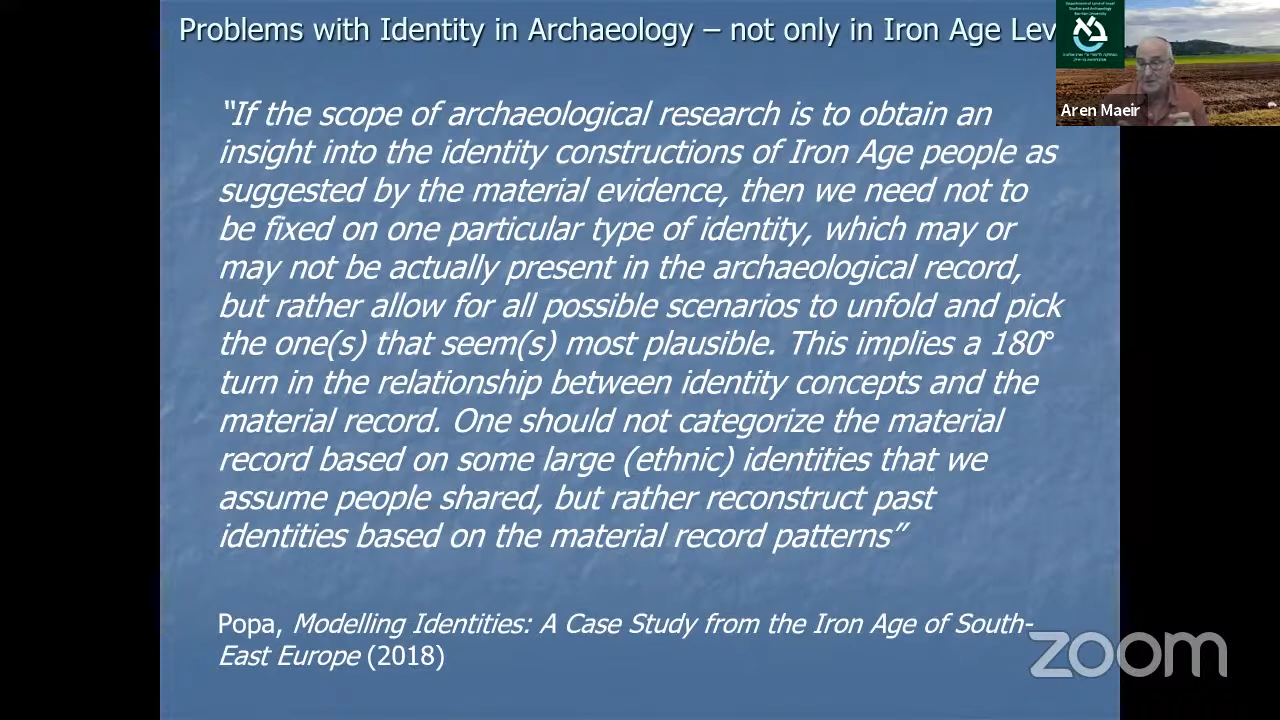 Problems with Identity in Archaeology – not only in Iron Age Lev
"If the scope of archaeological research is to obtain an
insight into the identity constructions of Iron Age people as
suggested by the material evidence, then we need not to
be fixed on one particular type of identity, which may or
may not be actually present in the archaeological record,
but rather allow for all possible scenarios to unfold and pick
the one(s) that seem(s) most plausible. This implies a 180°
turn in the relationship between identity concepts and the
material record. One should not categorize the material
record based on some large (ethnic) identities that we
assume people shared, but rather reconstruct past
identities based on the material record patterns”
Popa, Modelling Identities: A Case Study from the Iron Age of South-
East Europe (2018)
Aren Maeir
zoom